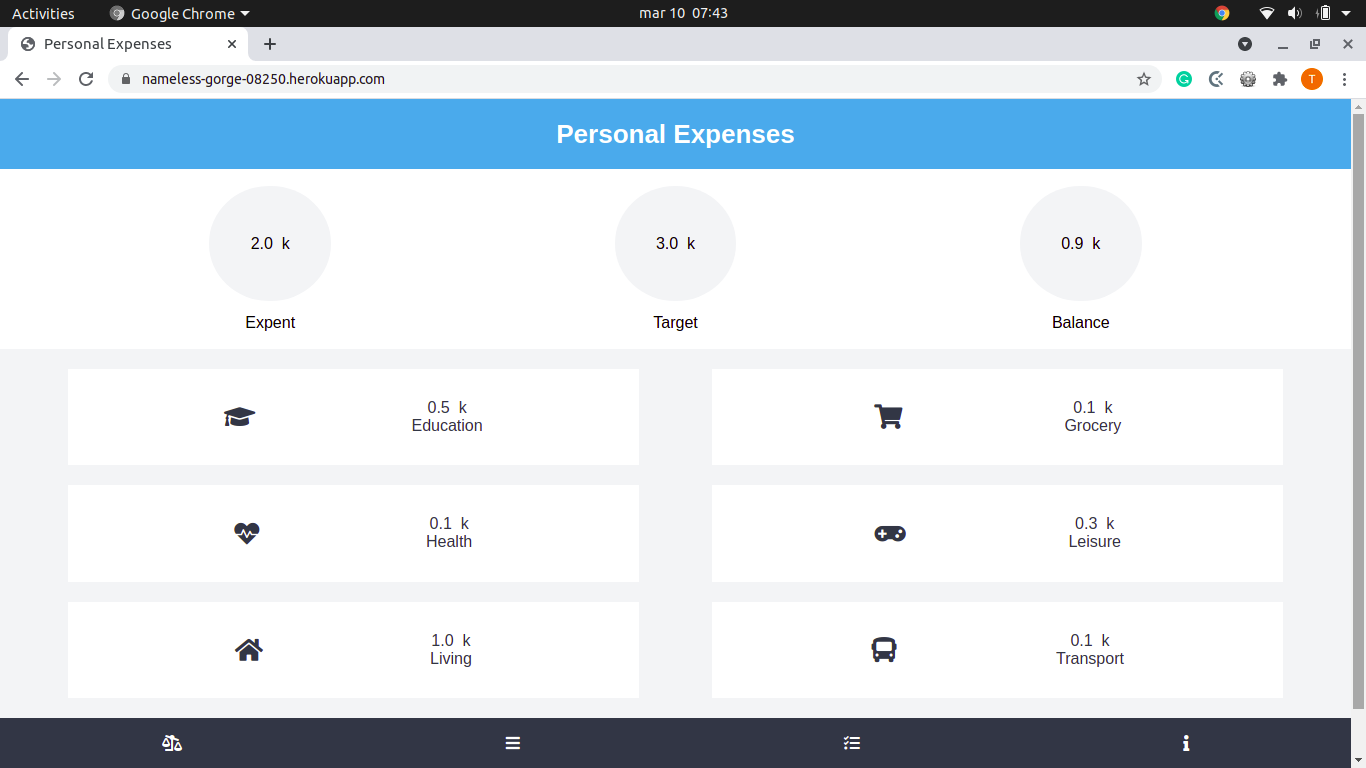 Activities Google Chrome mar 10 07:43
Personal Expenses
nameless-gorge-08250.herokuapp.com T
Personal Expenses
2.0 k 3.0 k 0.9 k
Expent Target Balance
0.5 k
Education
0.1 k
Grocery
0.1 k
Health
0.3 k
Leisure
1.0 k
Living
0.1 k
Transport